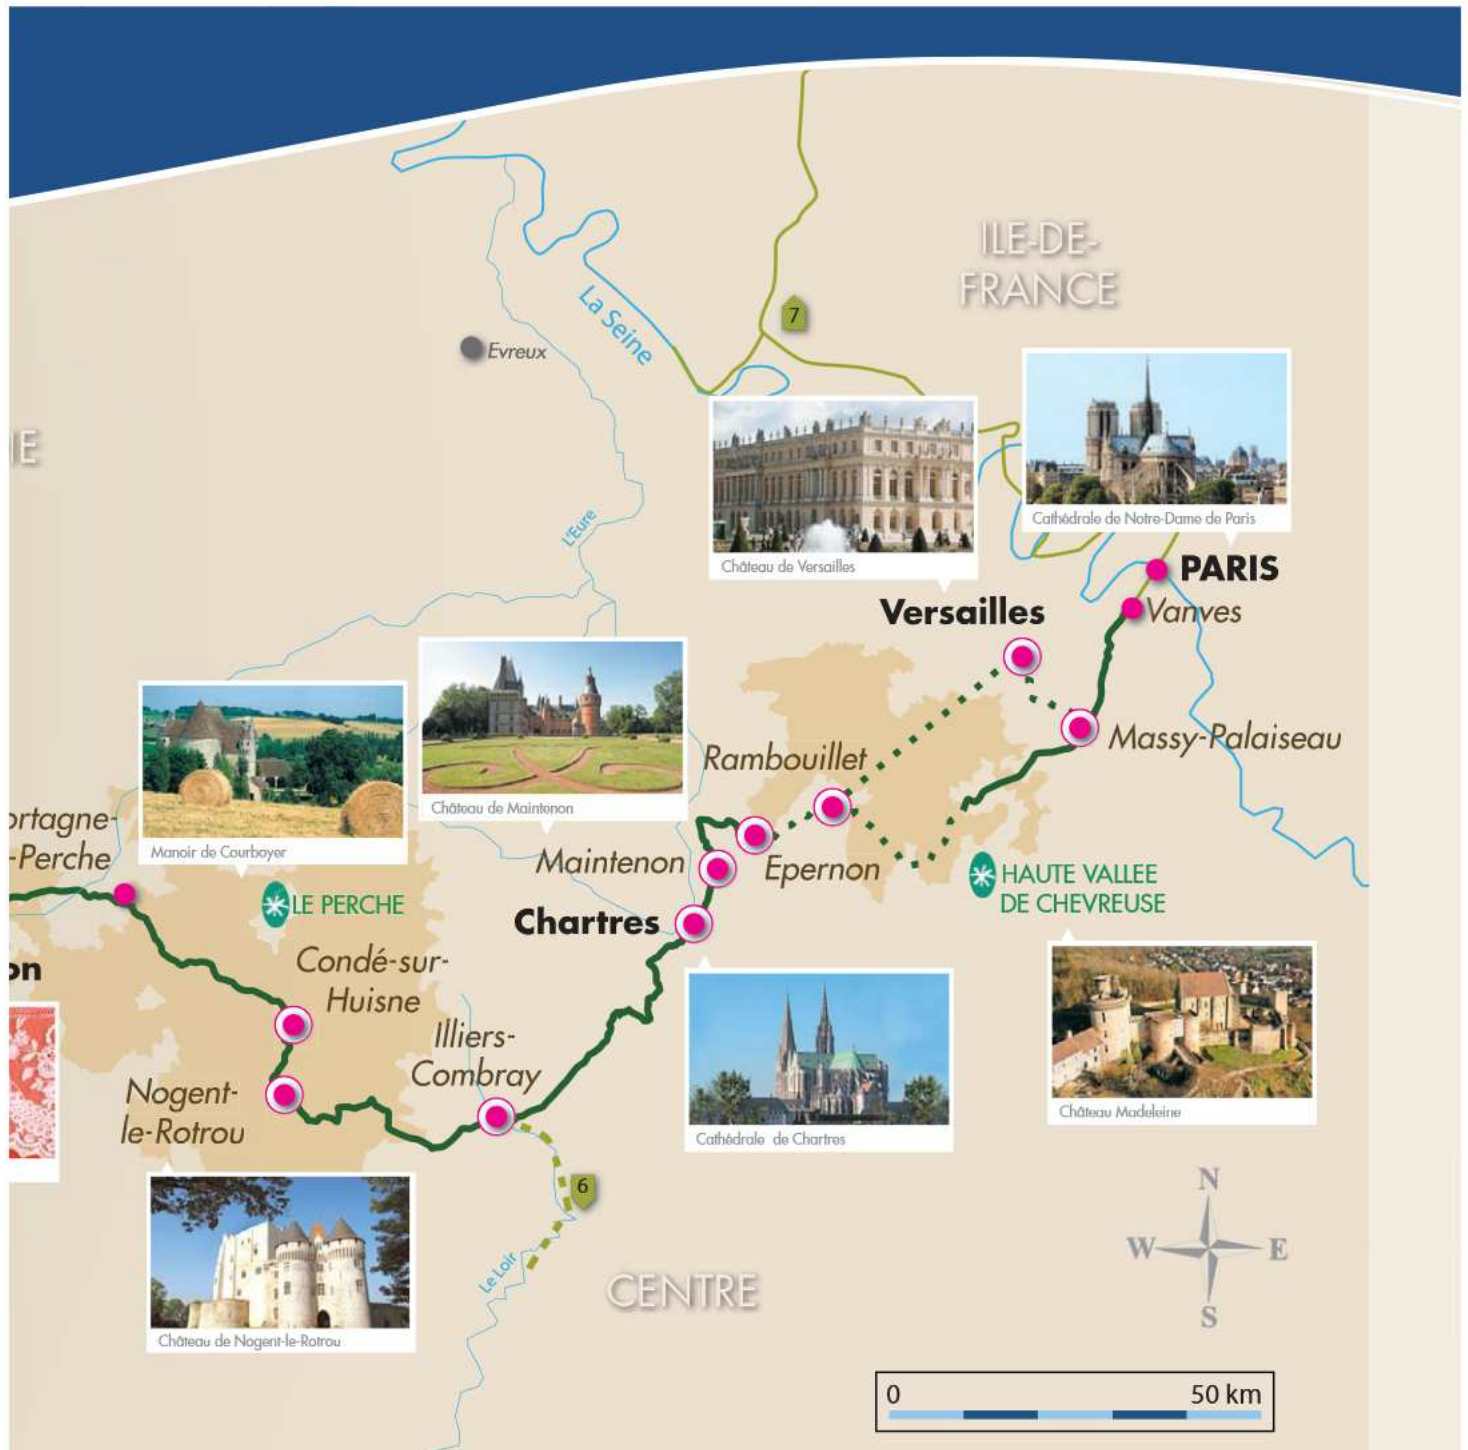 ILE-DE-
FRANCE
7
La Seine
Evreux
Cathédrale de Notre-Dame de Paris
L'Eure
Château de Versailles
PARIS
Vanves
Versailles
Massy-Palaiseau
Rambouillet
Château de Maintenon
Manoir de Courboyer
ortagne-
-Perche
Maintenon
Epernon
HAUTE VALLEE
DE CHEVREUSE
LE PERCHE
Chartres
on
Condé-sur-
Huisne
Illiers-
Combray
Nogent-
le-Rotrou
Château Madeleine
Cathédrale de Chartres
6
Le Loir
CENTRE
Château de Nogent-le-Rotrou
N
W E
S
0 50 km